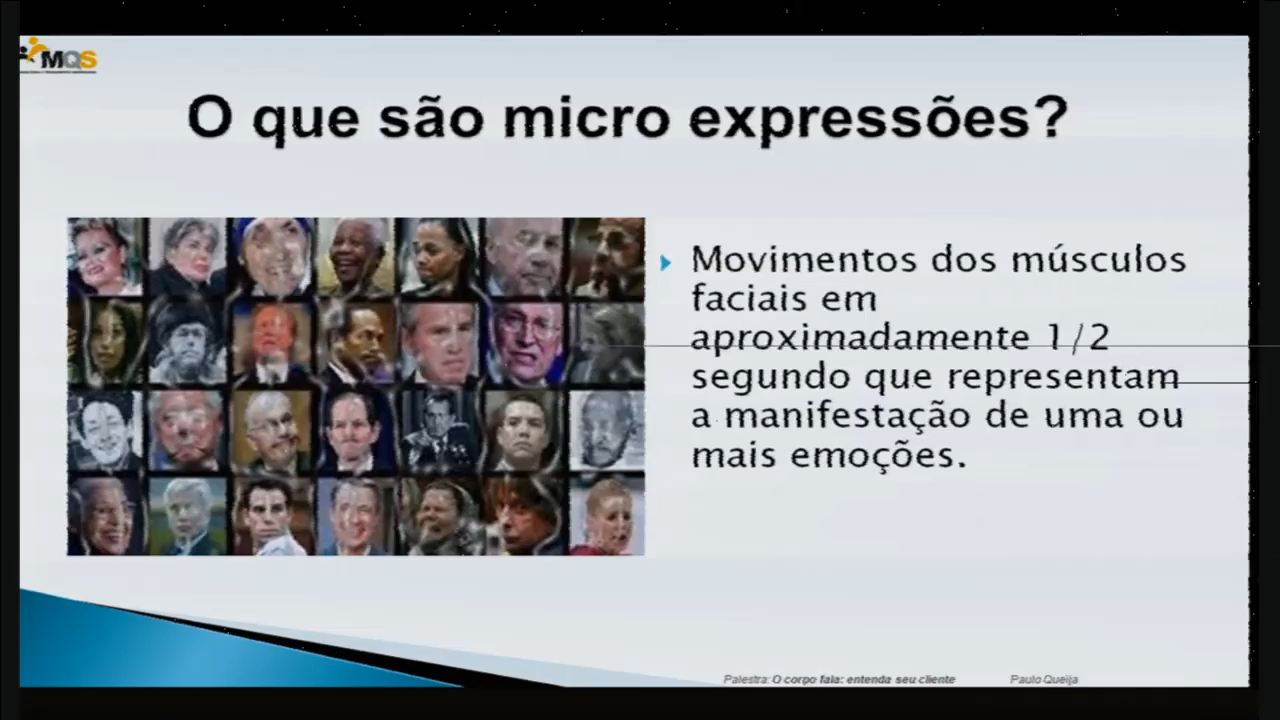 MQS
O que são micro expressões?
Movimentos dos músculos
faciais em
aproximadamente 1/2
segundo que representam
a manifestação de uma ou
mais emoções.
Palestra: O corpo fala: entenda seu cliente Paulo Queija